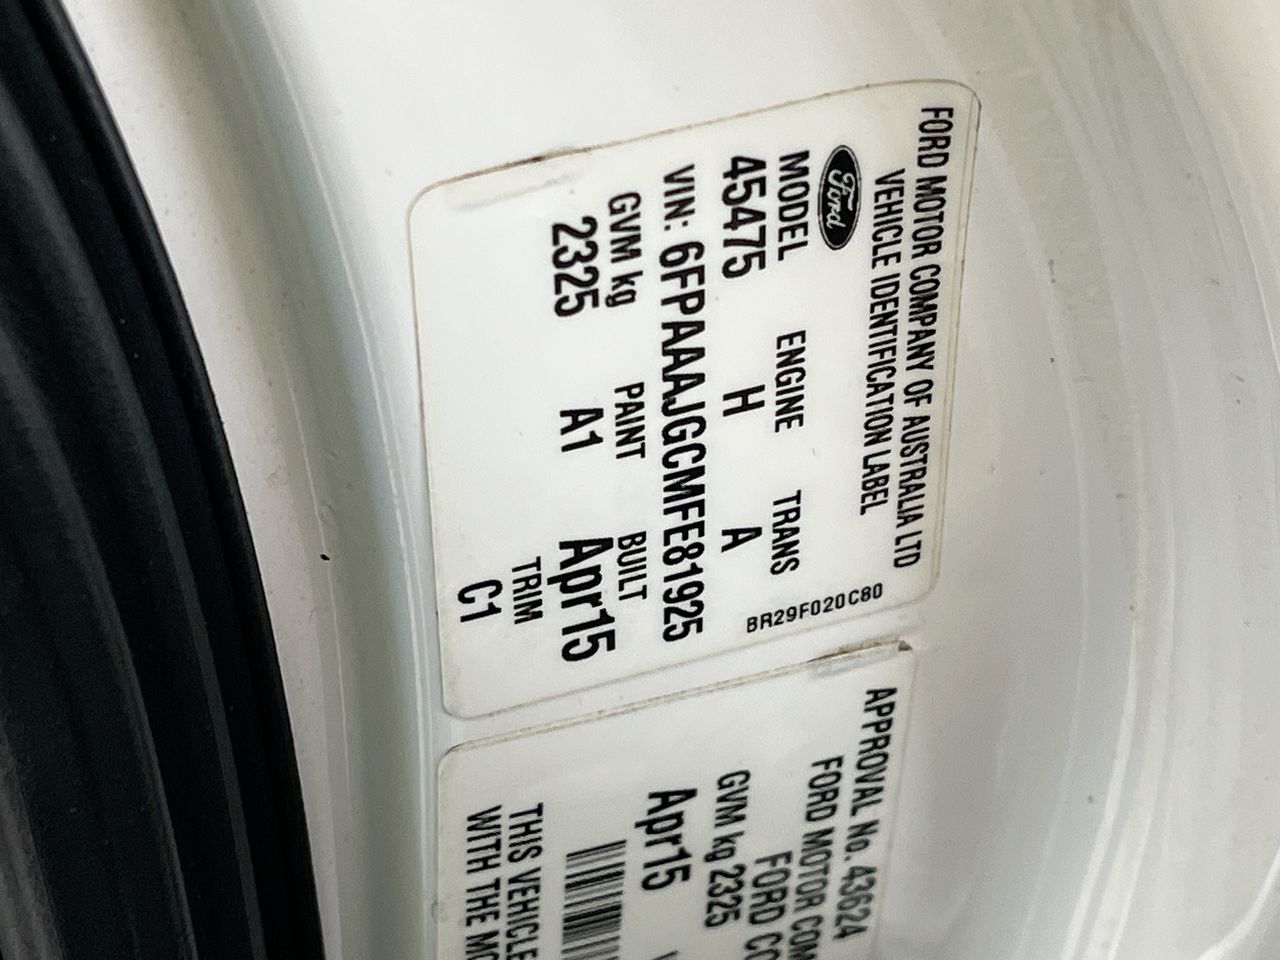 FORD MOTOR COMPANY OF AUSTRALIA LTD
VEHICLE IDENTIFICATION LABEL
Ford
BR29F020C80
MODEL ENGINE TRANS
45475 H A
VIN: 6FPAAAJGCMFE81925
GVM kg PAINT BUILT
2325 A1 Apr15
TRIM
C1
APPROVAL No. 43624
FORD MOTOR COM
FORD CO
GVM kg 2325
Apr15
THIS VEHICLE
WITH THE MO